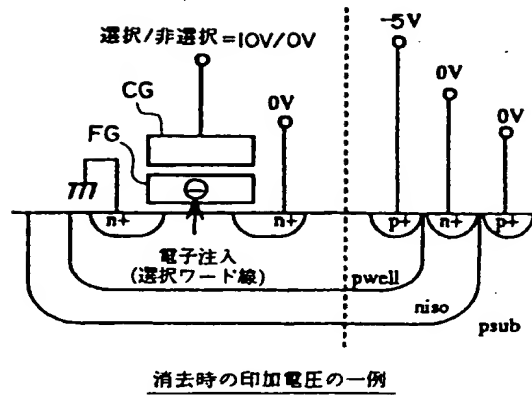 選択/非選択=10V/0V
CG
FG
0V
-5V
0V
0V
n+
n+
p+
n+
p+
電子注入
(選択ワード線)
pwell
niso
psub
消去時の印加電圧の一例